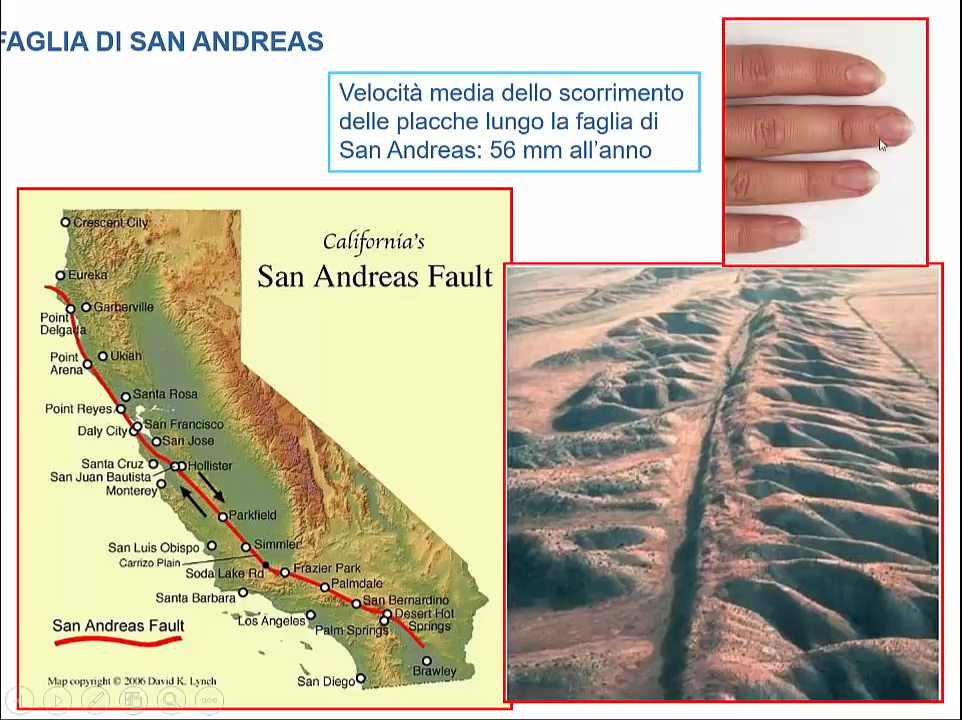 FAGLIA DI SAN ANDREAS
Velocità media dello scorrimento
delle placche lungo la faglia di
San Andreas: 56 mm all’anno
California's
San Andreas Fault
Crescent City
Eureka
Garberville
Point
Delgada
Point
Arena
Ukiah
Santa Rosa
Point Reyes
San Francisco
Daly City
San Jose
Santa Cruz
Hollister
San Juan Bautista
Monterey
Parkfield
San Luis Obispo
Simmler
Carrizo Plain
Soda Lake Rd
Frazier Park
Palmdale
Santa Barbara
San Bernardino
Los Angeles
Desert Hot
Springs
Palm Springs
San Andreas Fault
Brawley
San Diego
Map copyright © 2006 David K. Lynch